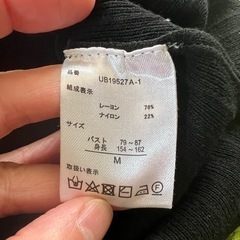 品番
UB19527A-1
組成表示
レーヨン 78%
ナイロン 22%
サイズ
バスト 79~87
身長 154~162
M
取扱い表示